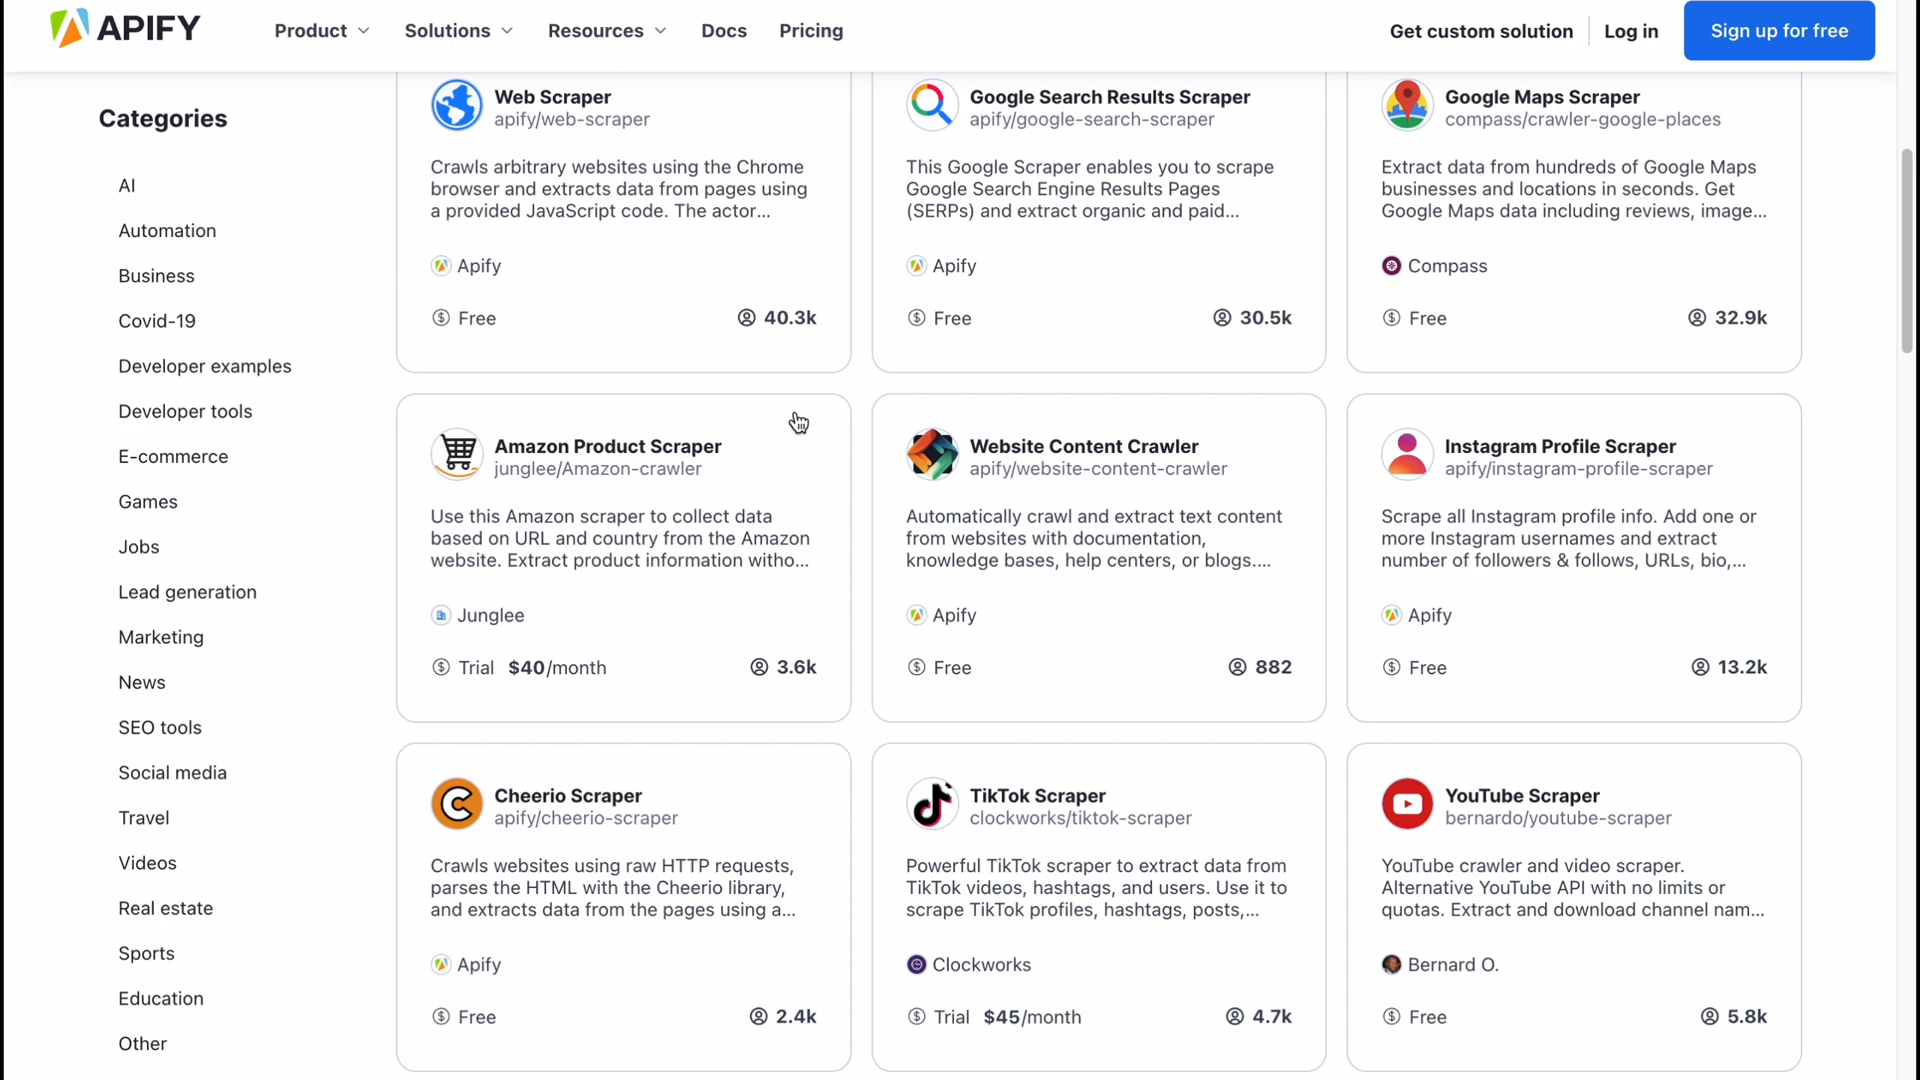 APIFY
Product
Solutions
Resources
Docs
Pricing
Get custom solution
Log in
Sign up for free
Categories
AI
Automation
Business
Covid-19
Developer examples
Developer tools
E-commerce
Games
Jobs
Lead generation
Marketing
News
SEO tools
Social media
Travel
Videos
Real estate
Sports
Education
Other
Web Scraper
apify/web-scraper
Crawls arbitrary websites using the Chrome
browser and extracts data from pages using
a provided JavaScript code. The actor...
Apify
Free
40.3k
Google Search Results Scraper
apify/google-search-scraper
This Google Scraper enables you to scrape
Google Search Engine Results Pages
(SERPs) and extract organic and paid...
Apify
Free
30.5k
Google Maps Scraper
compass/crawler-google-places
Extract data from hundreds of Google Maps
businesses and locations in seconds. Get
Google Maps data including reviews, image...
Compass
Free
32.9k
Amazon Product Scraper
junglee/Amazon-crawler
Use this Amazon scraper to collect data
based on URL and country from the Amazon
website. Extract product information witho...
Junglee
Trial $40/month
3.6k
Website Content Crawler
apify/website-content-crawler
Automatically crawl and extract text content
from websites with documentation,
knowledge bases, help centers, or blogs....
Apify
Free
882
Instagram Profile Scraper
apify/instagram-profile-scraper
Scrape all Instagram profile info. Add one or
more Instagram usernames and extract
number of followers & follows, URLs, bio,...
Apify
Free
13.2k
Cheerio Scraper
apify/cheerio-scraper
Crawls websites using raw HTTP requests,
parses the HTML with the Cheerio library,
and extracts data from the pages using a...
Apify
Free
2.4k
TikTok Scraper
clockworks/tiktok-scraper
Powerful TikTok scraper to extract data from
TikTok videos, hashtags, and users. Use it to
scrape TikTok profiles, hashtags, posts,...
Clockworks
Trial $45/month
4.7k
YouTube Scraper
bernardo/youtube-scraper
YouTube crawler and video scraper.
Alternative YouTube API with no limits or
quotas. Extract and download channel nam...
Bernard O.
Free
5.8k